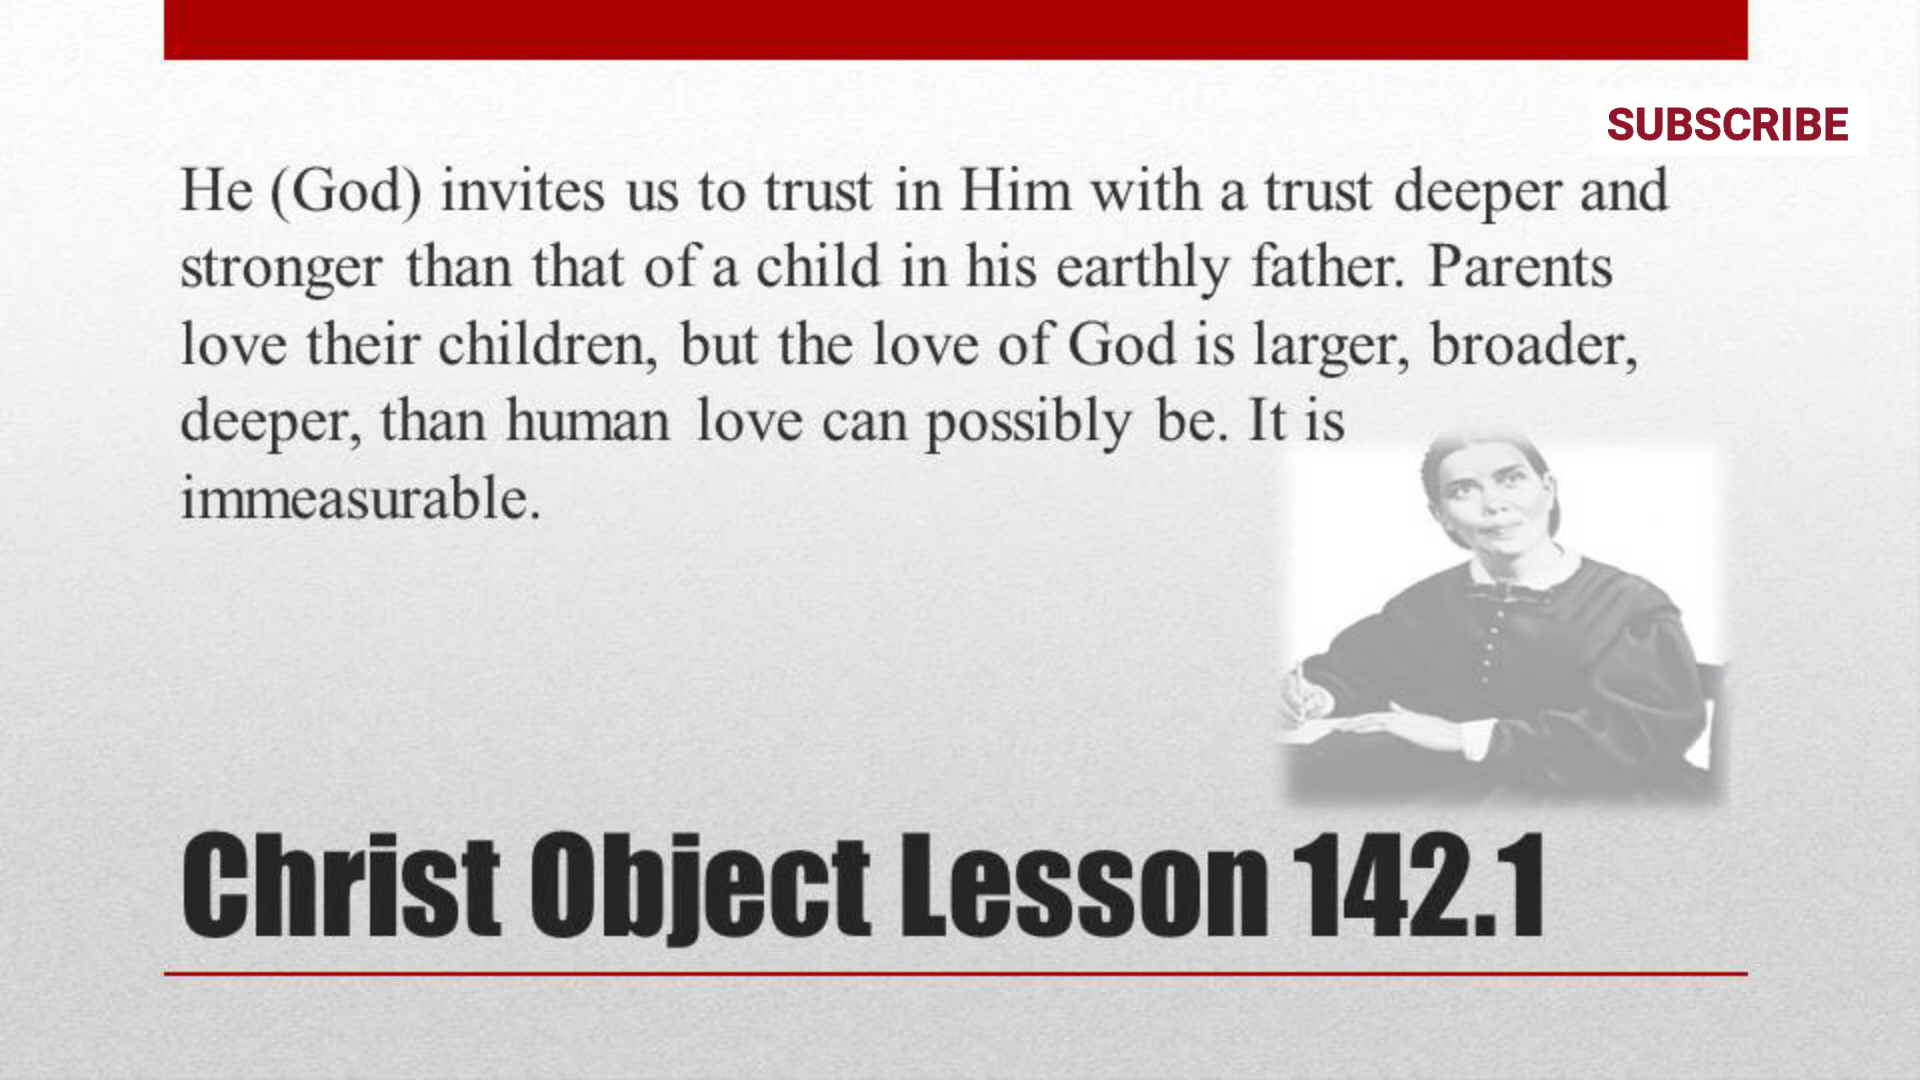 SUBSCRIBE
He (God) invites us to trust in Him with a trust deeper and
stronger than that of a child in his earthly father. Parents
love their children, but the love of God is larger, broader,
deeper, than human love can possibly be. It is
immeasurable.
Christ Object Lesson 142.1